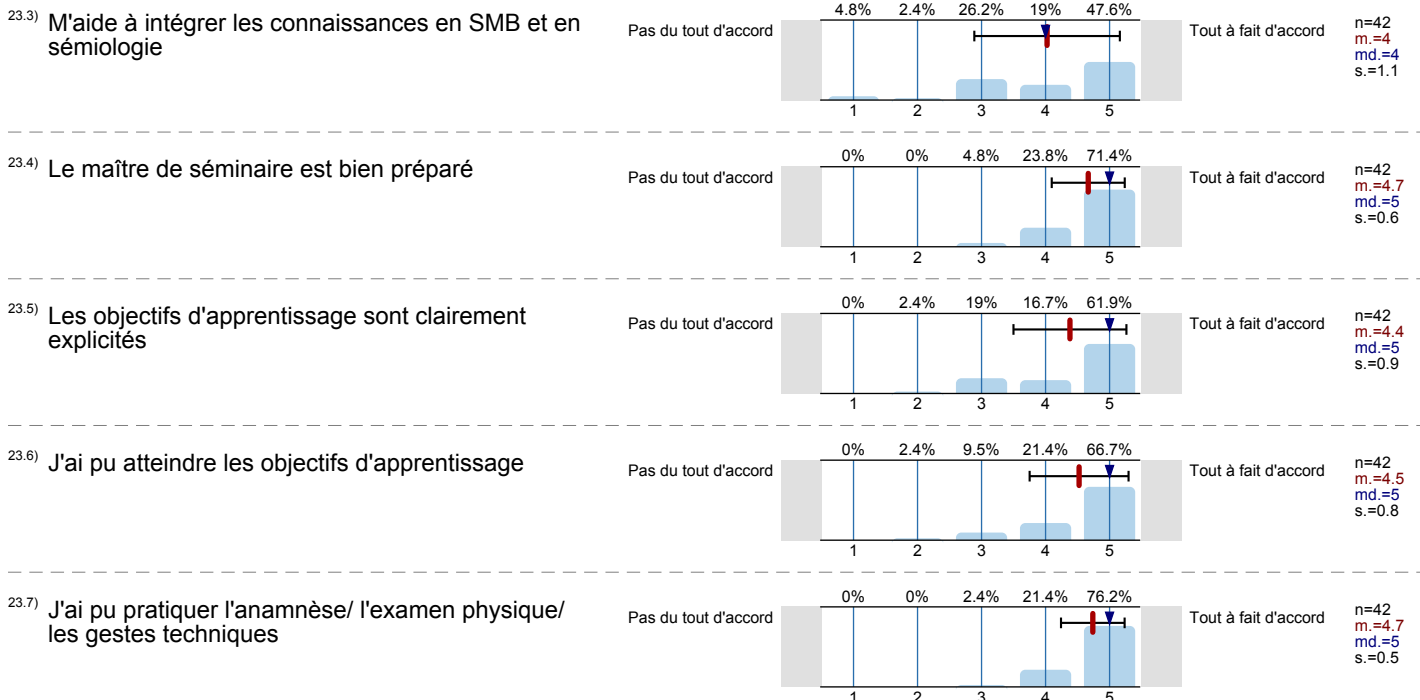 23.3) M'aide à intégrer les connaissances en SMB et en
sémiologie
Pas du tout d'accord
4.8% 2.4% 26.2% 19% 47.6%
1 2 3 4 5
Tout à fait d'accord
n=42
m.=4
md.=4
s.=1.1
23.4) Le maître de séminaire est bien préparé
Pas du tout d'accord
0% 0% 4.8% 23.8% 71.4%
1 2 3 4 5
Tout à fait d'accord
n=42
m.=4.7
md.=5
s.=0.6
23.5) Les objectifs d'apprentissage sont clairement
explicités
Pas du tout d'accord
0% 2.4% 19% 16.7% 61.9%
1 2 3 4 5
Tout à fait d'accord
n=42
m.=4.4
md.=5
s.=0.9
23.6) J'ai pu atteindre les objectifs d'apprentissage
Pas du tout d'accord
0% 2.4% 9.5% 21.4% 66.7%
1 2 3 4 5
Tout à fait d'accord
n=42
m.=4.5
md.=5
s.=0.8
23.7) J'ai pu pratiquer l'anamnèse/ l'examen physique/
les gestes techniques
Pas du tout d'accord
0% 0% 2.4% 21.4% 76.2%
1 2 3 4 5
Tout à fait d'accord
n=42
m.=4.7
md.=5
s.=0.5